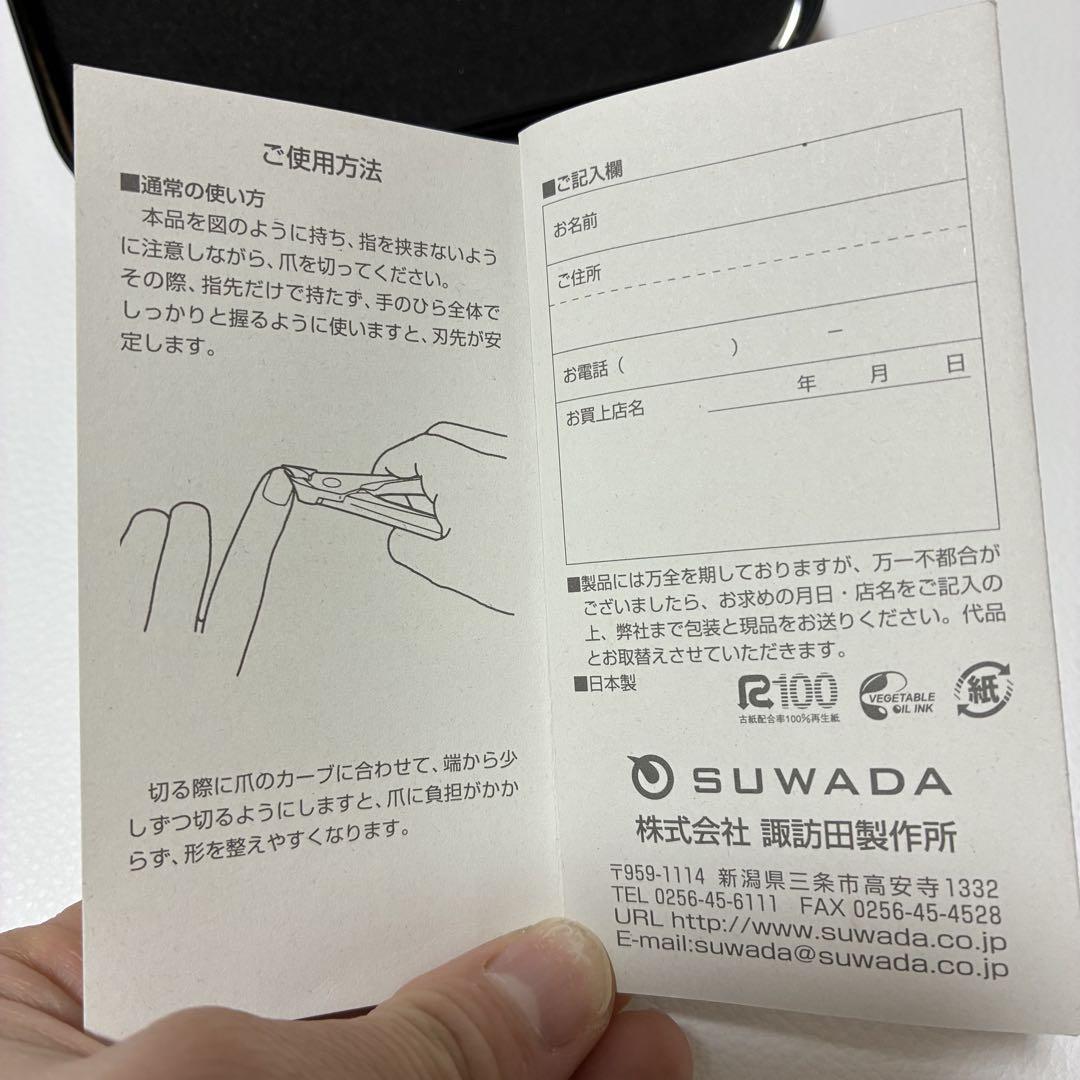 ご使用方法
■通常の使い方
本品を図のように持ち、指を挟まないよう
に注意しながら、爪を切ってください。
その際、指先だけで持たず、手のひら全体で
しっかりと握るように使いますと、刃先が安
定します。
切る際に爪のカーブに合わせて、端から少
しずつ切るようにしますと、爪に負担がかか
らず、形を整えやすくなります。
■ご記入欄
お名前
ご住所
お電話（　　　　　）　　　−
年　　月　　日
お買上店名
■製品には万全を期しておりますが、万一不都合が
ございましたら、お求めの月日・店名をご記入の
上、弊社まで包装と現品をお送りください。代品
とお取替えさせていただきます。
■日本製
R100
古紙配合率100%再生紙
VEGETABLE
OIL INK
紙
SUWADA
株式会社 諏訪田製作所
〒959-1114 新潟県三条市高安寺1332
TEL 0256-45-6111 FAX 0256-45-4528
URL http://www.suwada.co.jp
E-mail:suwada@suwada.co.jp